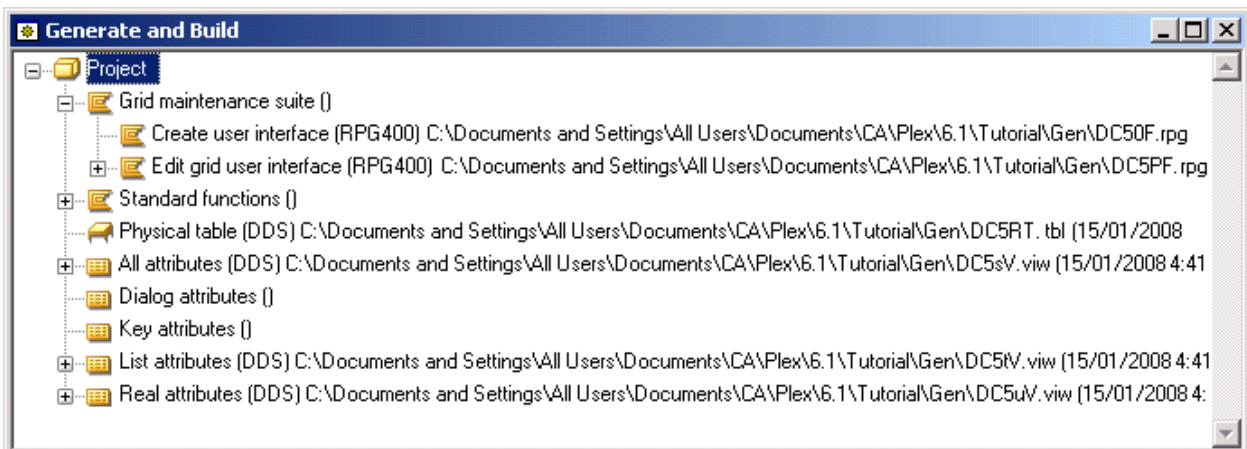 Generate and Build
Project
Grid maintenance suite ()
Create user interface (RPG400) C:\Documents and Settings\All Users\Documents\CA\Plex\6.1\Tutorial\Gen\DC50F.rpg
Edit grid user interface (RPG400) C:\Documents and Settings\All Users\Documents\CA\Plex\6.1\Tutorial\Gen\DC5PF.rpg
Standard functions ()
Physical table (DDS) C:\Documents and Settings\All Users\Documents\CA\Plex\6.1\Tutorial\Gen\DC5RT. tbl (15/01/2008
All attributes (DDS) C:\Documents and Settings\All Users\Documents\CA\Plex\6.1\Tutorial\Gen\DC5sV.viw (15/01/2008 4:41
Dialog attributes ()
Key attributes ()
List attributes (DDS) C:\Documents and Settings\All Users\Documents\CA\Plex\6.1\Tutorial\Gen\DC5tV.viw (15/01/2008 4:41
Real attributes (DDS) C:\Documents and Settings\All Users\Documents\CA\Plex\6.1\Tutorial\Gen\DC5uV.viw (15/01/2008 4: